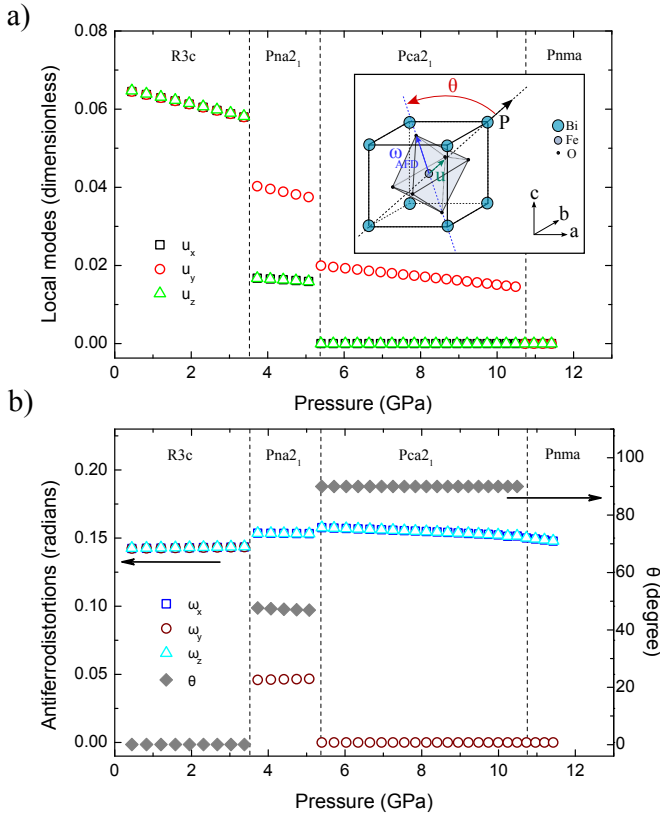 a)
R3c Pna2₁ Pca2₁ Pnma
Local modes (dimensionless)
0.08
0.06
0.04
0.02
0.00
u_x
u_y
u_z
θ
P
ω_AFD
u
Bi
Fe
O
c
b
a
0 2 4 6 8 10 12
Pressure (GPa)
b)
R3c Pna2₁ Pca2₁ Pnma
Antiferrodistortions (radians)
0.20
0.15
0.10
0.05
0.00
ω_x
ω_y
ω_z
θ
100
80
60
40
20
0
θ (degree)
0 2 4 6 8 10 12
Pressure (GPa)